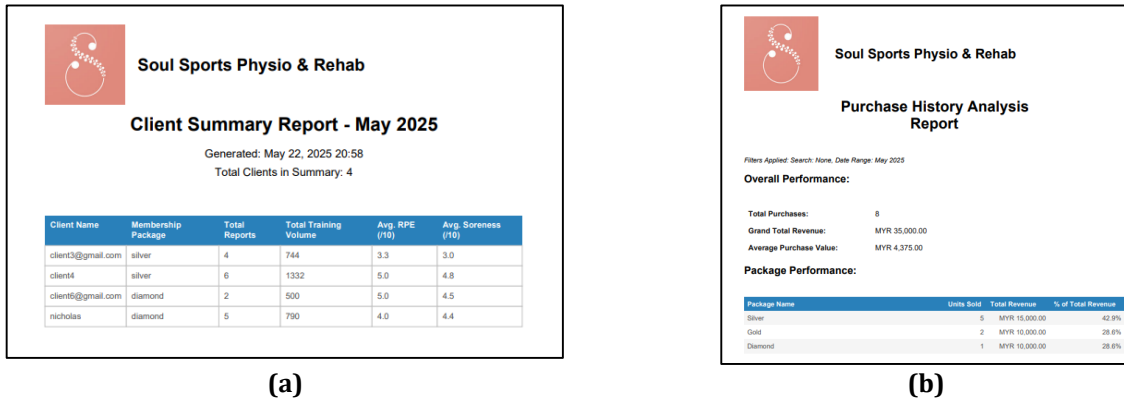 Soul Sports Physio & Rehab
Client Summary Report - May 2025
Generated: May 22, 2025 20:58
Total Clients in Summary: 4
Client Name Membership Package Total Reports Total Training Volume Avg. RPE (/10) Avg. Soreness (/10)
client3@gmail.com silver 4 744 3.3 3.0
client4 silver 6 1332 5.0 4.8
client6@gmail.com diamond 2 500 5.0 4.5
nicholas diamond 5 790 4.0 4.4
(a)
Soul Sports Physio & Rehab
Purchase History Analysis
Report
Filters Applied: Search: None, Date Range: May 2025
Overall Performance:
Total Purchases: 8
Grand Total Revenue: MYR 35,000.00
Average Purchase Value: MYR 4,375.00
Package Performance:
Package Name Units Sold Total Revenue % of Total Revenue
Silver 5 MYR 15,000.00 42.9%
Gold 2 MYR 10,000.00 28.6%
Diamond 1 MYR 10,000.00 28.6%
(b)